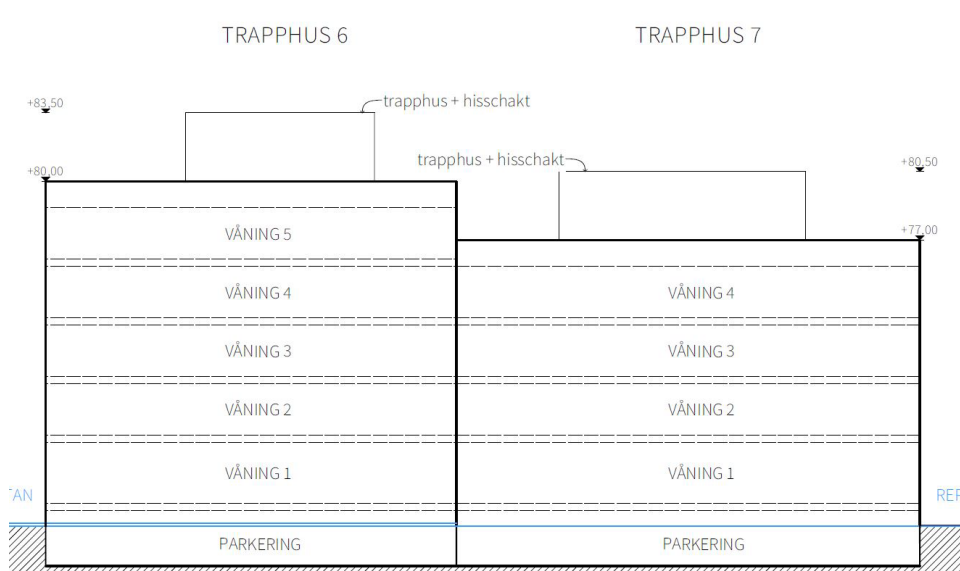 TRAPPHUS 6
TRAPPHUS 7
+83,50
trapphus + hisschakt
trapphus + hisschakt
+80,50
+80,00
+77,00
VÅNING 5
VÅNING 4
VÅNING 4
VÅNING 3
VÅNING 3
VÅNING 2
VÅNING 2
VÅNING 1
VÅNING 1
TAN
REP
PARKERING
PARKERING